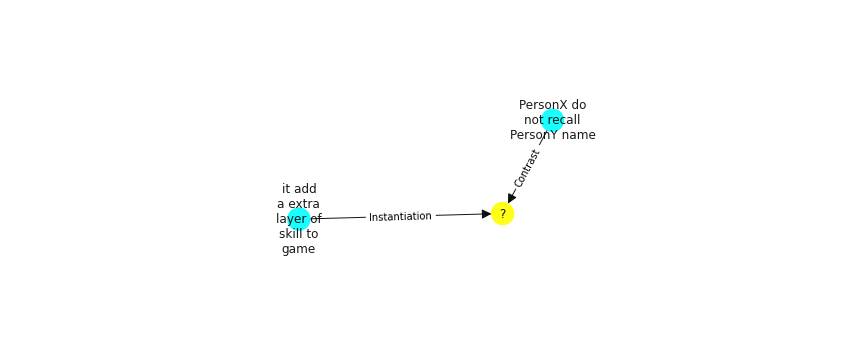 PersonX do
not recall
PersonY name
Contrast
it add
a extra
layer of
skill to
game
Instantiation
?